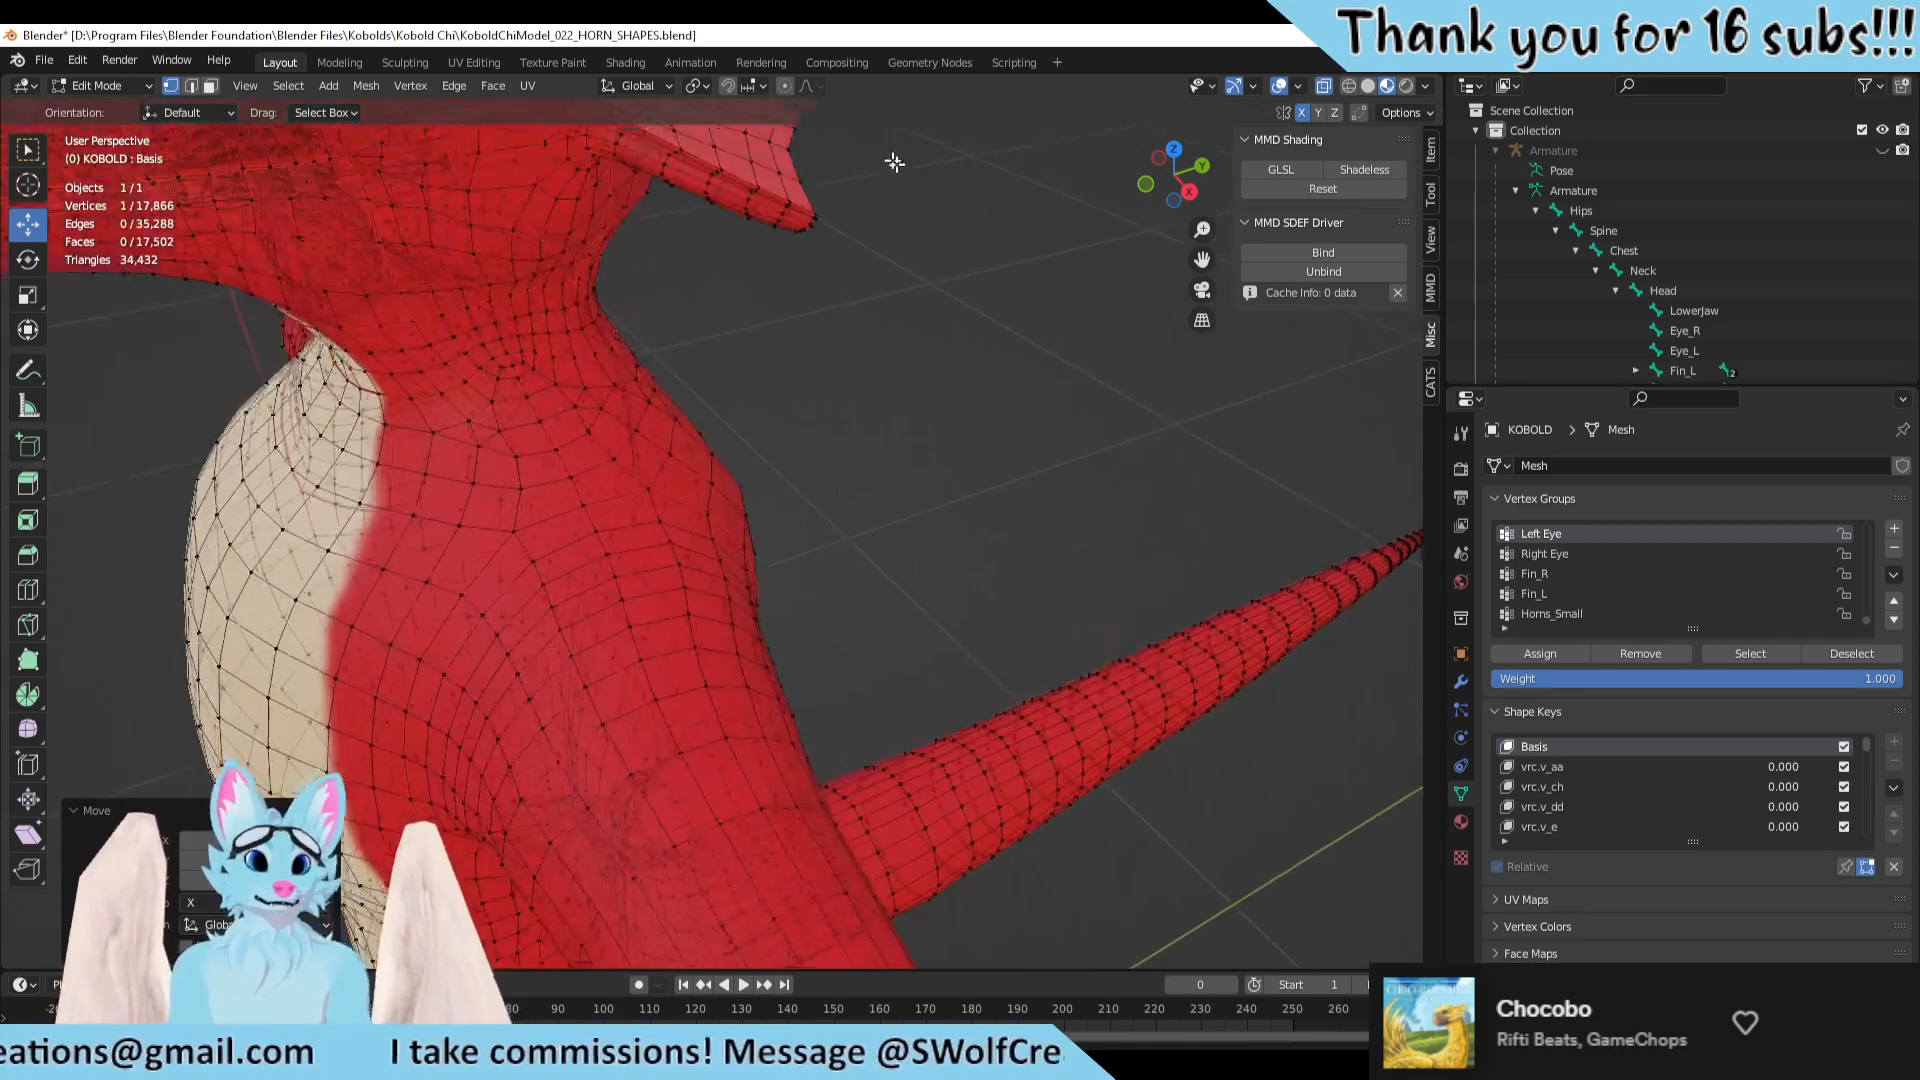 Thank you for 16 subs!!!
Blender* [D:\Program Files\Blender Foundation\Blender Files\Kobolds\Kobold Chi\KoboldChiModel_022_HORN_SHAPES.blend]
File Edit Render Window Help Layout Modeling Sculpting UV Editing Texture Paint Shading Animation Rendering Compositing Geometry Nodes Scripting +
Edit Mode View Select Add Mesh Vertex Edge Face UV Global
Orientation: Default Drag: Select Box X Y Z Options
User Perspective
(0) KOBOLD : Basis
Objects 1/1
Vertices 1/17,866
Edges 0/35,288
Faces 0/17,502
Triangles 34,432
Z
Y
X
MMD Shading
GLSL Shadeless
Reset
MMD SDEF Driver
Bind
Unbind
Cache Info: 0 data
Item
Tool
View
MMD
Misc
CATS
Scene Collection
Collection
Armature
Pose
Armature
Hips
Spine
Chest
Neck
Head
LowerJaw
Eye_R
Eye_L
Fin_L 2
KOBOLD > Mesh
Mesh
Vertex Groups
Left Eye
Right Eye
Fin_R
Fin_L
Horns_Small
Assign Remove Select Deselect
Weight 1.000
Shape Keys
Basis
vrc.v_aa 0.000
vrc.v_ch 0.000
vrc.v_dd 0.000
vrc.v_e 0.000
Relative
UV Maps
Vertex Colors
Face Maps
Move
X
X
0 Start 1
90 100 110 120 130 140 150 160 170 180 190 200 210 220 230 240 250 260
Chocobo
Rifti Beats, GameChops
eations@gmail.com I take commissions! Message @SWolfCre